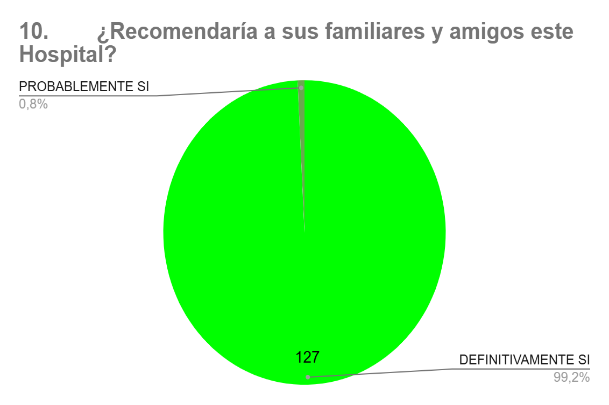 10. ¿Recomendaría a sus familiares y amigos este
Hospital?
PROBABLEMENTE SI
0,8%
127
DEFINITIVAMENTE SI
99,2%